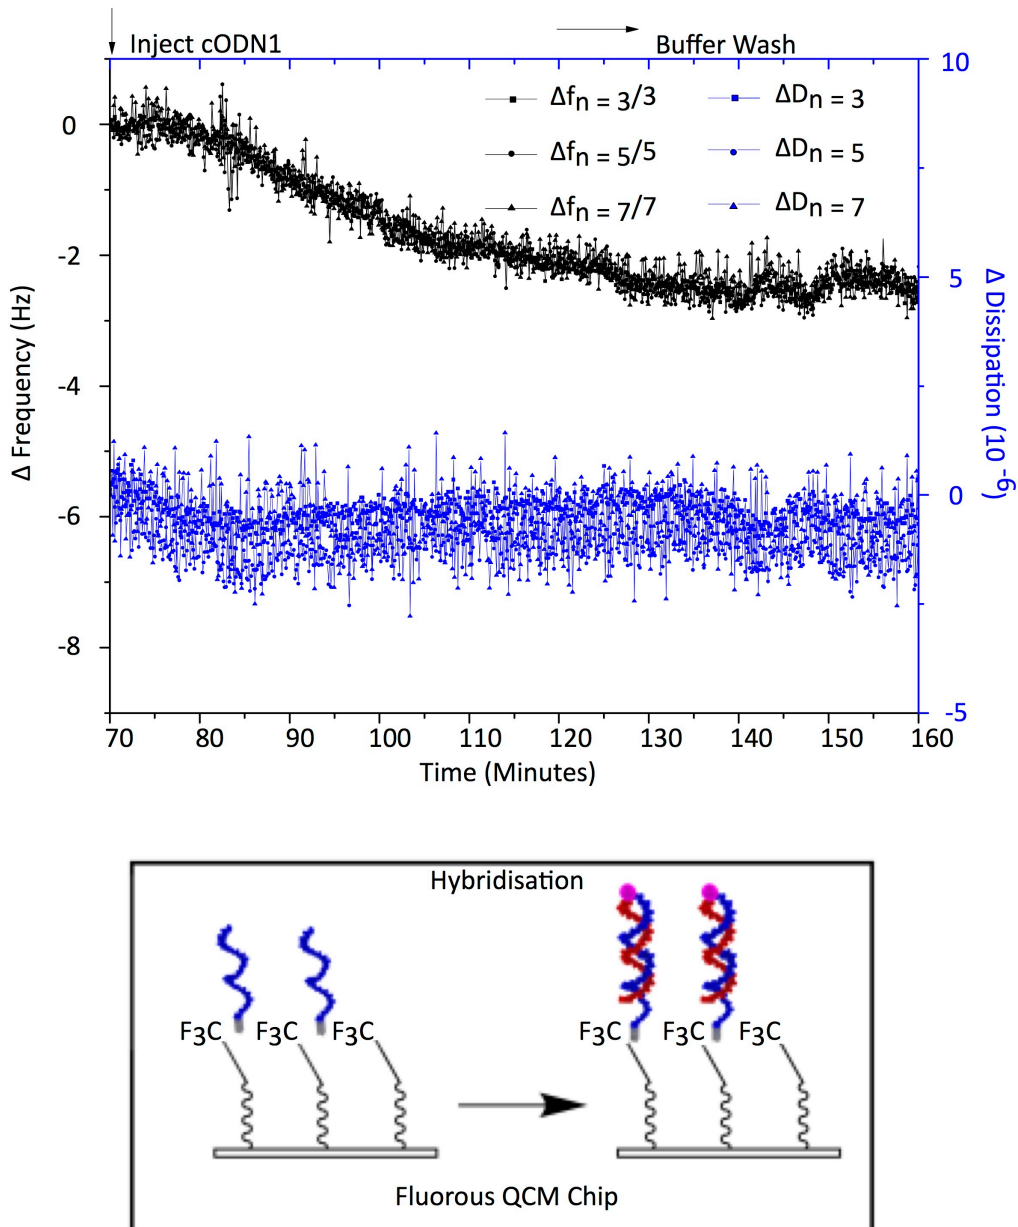 Inject cODN1
Buffer Wash
Δfn = 3/3
ΔDn = 3
Δfn = 5/5
ΔDn = 5
Δfn = 7/7
ΔDn = 7
0
-2
-4
-6
-8
Δ Frequency (Hz)
10
5
0
-5
Δ Dissipation (10 -6)
70 80 90 100 110 120 130 140 150 160
Time (Minutes)
Hybridisation
F3C F3C F3C
F3C F3C F3C
Fluorous QCM Chip